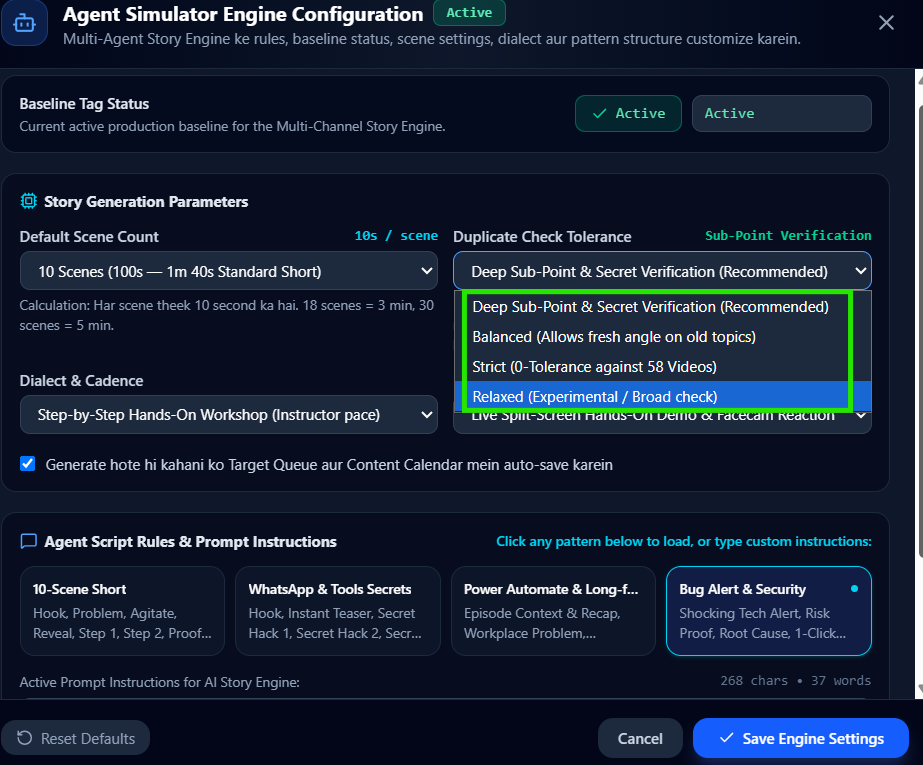 Agent Simulator Engine Configuration
Active
Multi-Agent Story Engine ke rules, baseline status, scene settings, dialect aur pattern structure customize karein.
Baseline Tag Status
Current active production baseline for the Multi-Channel Story Engine.
Active
Active
Story Generation Parameters
Default Scene Count
10s / scene
10 Scenes (100s — 1m 40s Standard Short)
Calculation: Har scene theek 10 second ka hai. 18 scenes = 3 min, 30
scenes = 5 min.
Duplicate Check Tolerance
Sub-Point Verification
Deep Sub-Point & Secret Verification (Recommended)
Deep Sub-Point & Secret Verification (Recommended)
Balanced (Allows fresh angle on old topics)
Strict (0-Tolerance against 58 Videos)
Relaxed (Experimental / Broad check)
Dialect & Cadence
Step-by-Step Hands-On Workshop (Instructor pace)
Live Split-Screen Hands-On Demo & Facecam Reaction
Generate hote hi kahani ko Target Queue aur Content Calendar mein auto-save karein
Agent Script Rules & Prompt Instructions
Click any pattern below to load, or type custom instructions:
10-Scene Short
Hook, Problem, Agitate,
Reveal, Step 1, Step 2, Proof...
WhatsApp & Tools Secrets
Hook, Instant Teaser, Secret
Hack 1, Secret Hack 2, Secr...
Power Automate & Long-f...
Episode Context & Recap,
Workplace Problem,...
Bug Alert & Security
Shocking Tech Alert, Risk
Proof, Root Cause, 1-Click...
Active Prompt Instructions for AI Story Engine:
268 chars • 37 words
Reset Defaults
Cancel
Save Engine Settings